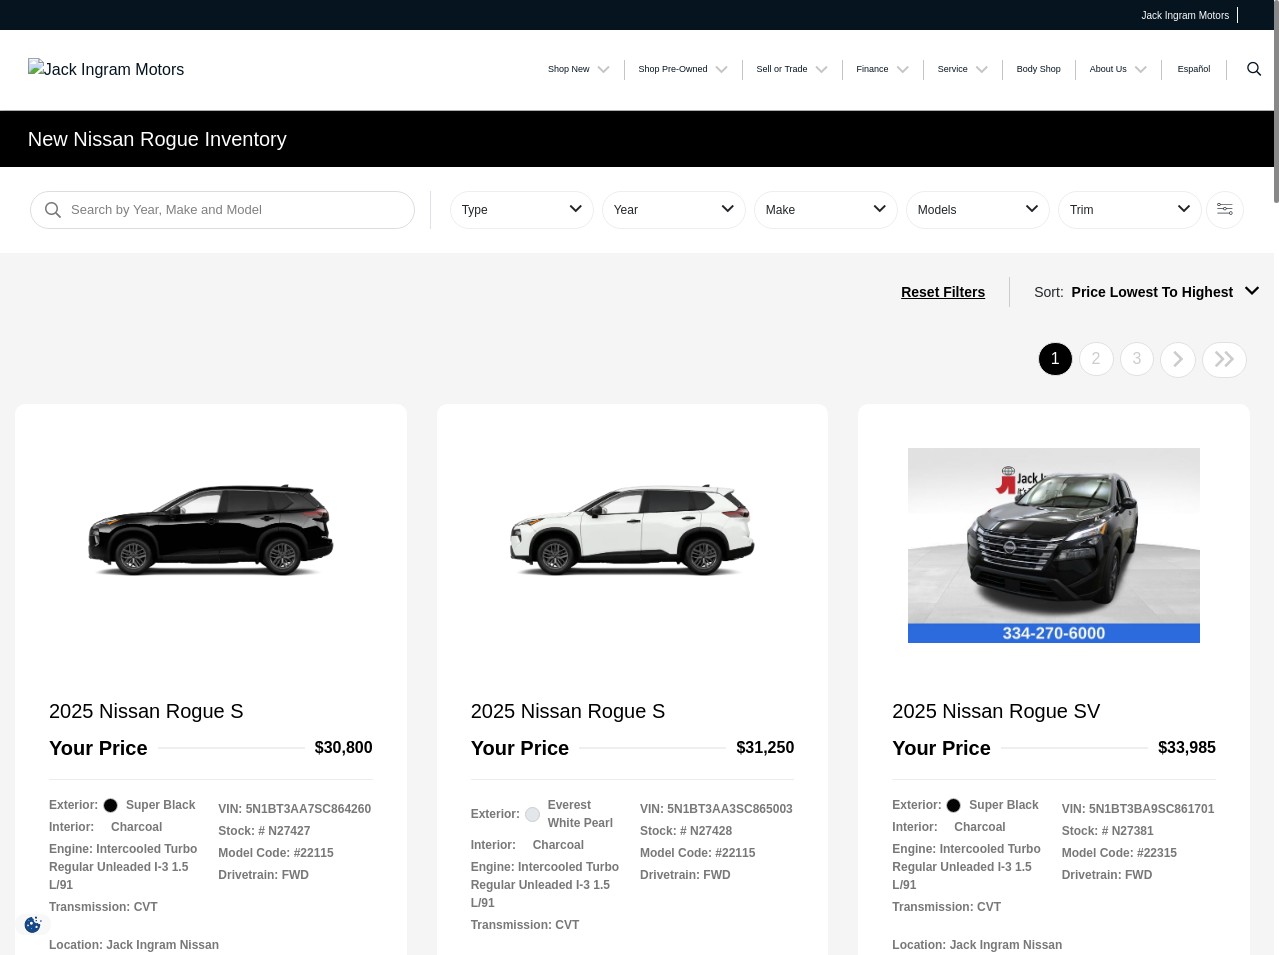 Jack Ingram Motors
Jack Ingram Motors
Shop New
Shop Pre-Owned
Sell or Trade
Finance
Service
Body Shop
About Us
Español
New Nissan Rogue Inventory
Search by Year, Make and Model
Type
Year
Make
Models
Trim
Reset Filters
Sort: Price Lowest To Highest
1 2 3
334-270-6000
2025 Nissan Rogue S
Your Price $30,800
Exterior: Super Black
Interior: Charcoal
Engine: Intercooled Turbo
Regular Unleaded I-3 1.5
L/91
Transmission: CVT
VIN: 5N1BT3AA7SC864260
Stock: # N27427
Model Code: #22115
Drivetrain: FWD
Location: Jack Ingram Nissan
2025 Nissan Rogue S
Your Price $31,250
Exterior: Everest
White Pearl
Interior: Charcoal
Engine: Intercooled Turbo
Regular Unleaded I-3 1.5
L/91
Transmission: CVT
VIN: 5N1BT3AA3SC865003
Stock: # N27428
Model Code: #22115
Drivetrain: FWD
2025 Nissan Rogue SV
Your Price $33,985
Exterior: Super Black
Interior: Charcoal
Engine: Intercooled Turbo
Regular Unleaded I-3 1.5
L/91
Transmission: CVT
VIN: 5N1BT3BA9SC861701
Stock: # N27381
Model Code: #22315
Drivetrain: FWD
Location: Jack Ingram Nissan